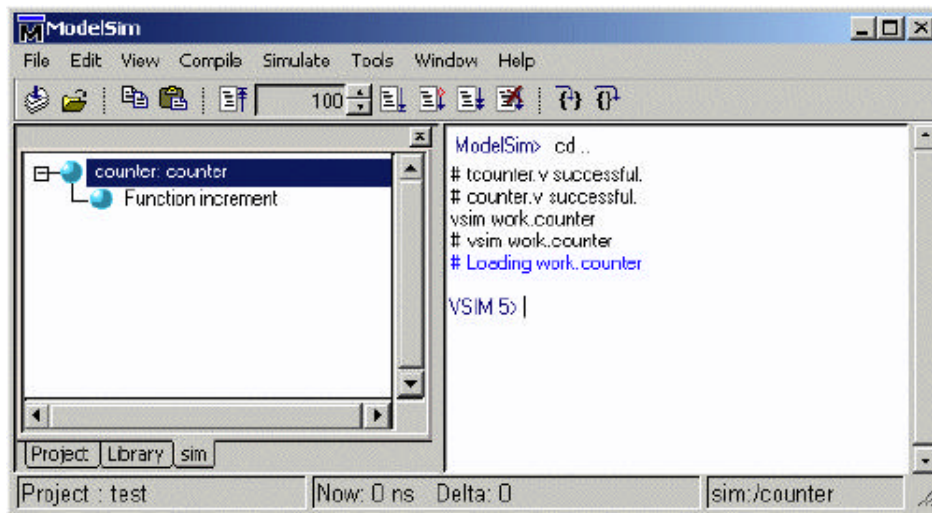 ModelSim
File Edit View Compile Simulate Tools Window Help
100
counter: counter
Function increment
Project Library sim
ModelSim> cd ..
# tcounter.v successful.
# counter.v successful.
vsim work.counter
# vsim work.counter
# Loading work.counter
VSIM 5>
Project : test Now: 0 ns Delta: 0 sim:/counter